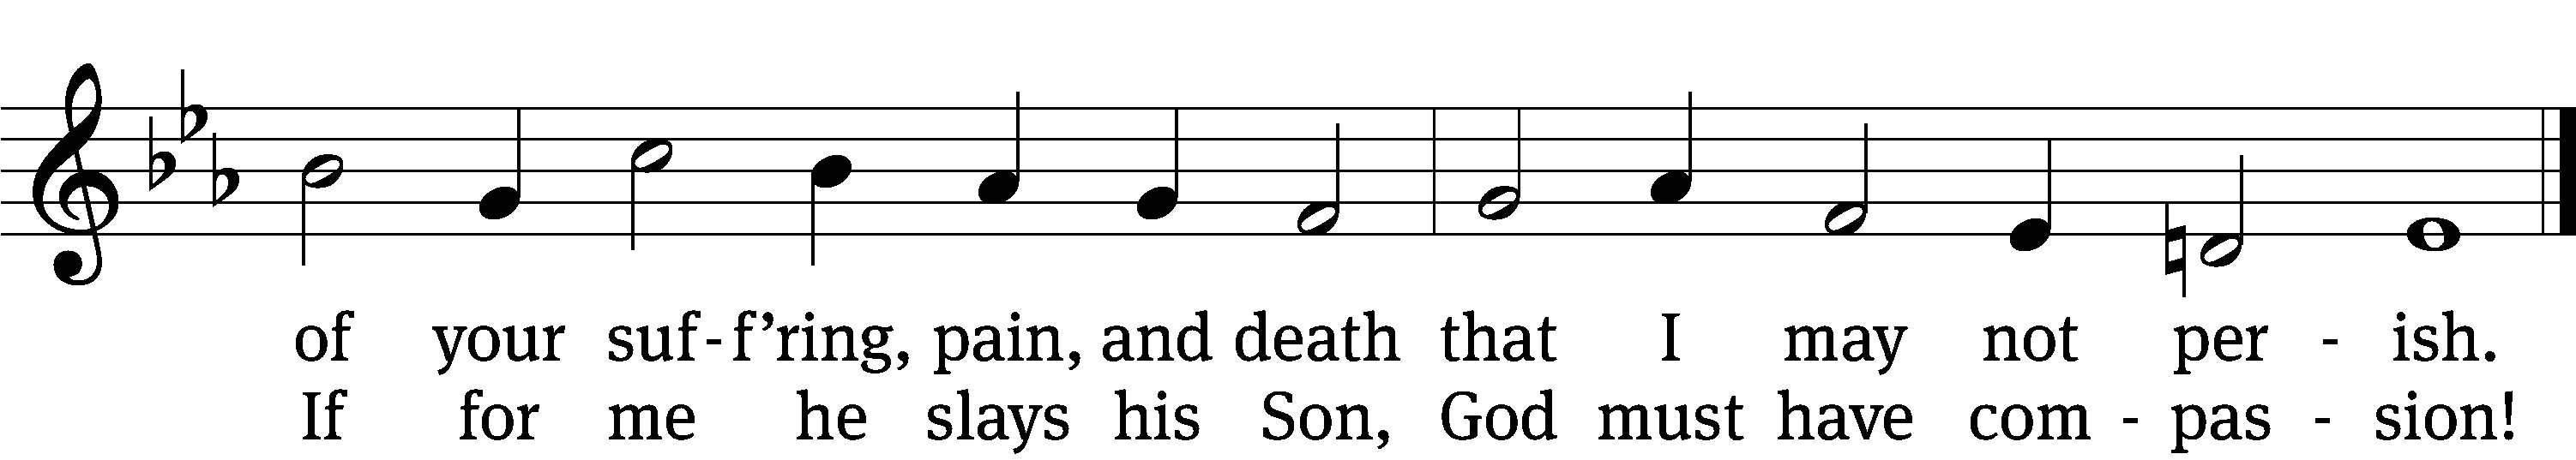 of your suf - f’ring, pain, and death that I may not per - ish.
If for me he slays his Son, God must have com - pas - sion!